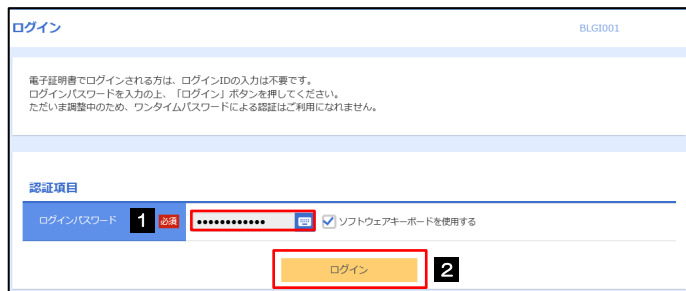 ログイン
BLGI001
電子証明書でログインされる方は、ログインIDの入力は不要です。
ログインパスワードを入力の上、「ログイン」ボタンを押してください。
ただいま調整中のため、ワンタイムパスワードによる認証はご利用になれません。
認証項目
ログインパスワード 1 必須 •••••••••••• ソフトウェアキーボードを使用する
ログイン 2